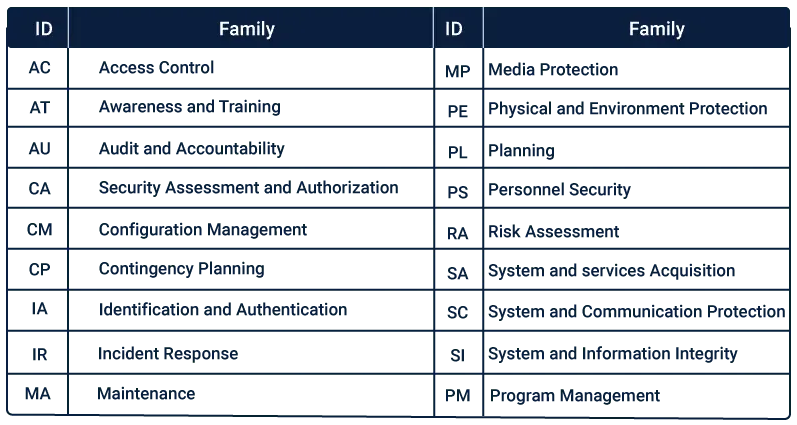 ID Family ID Family
AC Access Control MP Media Protection
AT Awareness and Training PE Physical and Environment Protection
AU Audit and Accountability PL Planning
CA Security Assessment and Authorization PS Personnel Security
CM Configuration Management RA Risk Assessment
CP Contingency Planning SA System and services Acquisition
IA Identification and Authentication SC System and Communication Protection
IR Incident Response SI System and Information Integrity
MA Maintenance PM Program Management